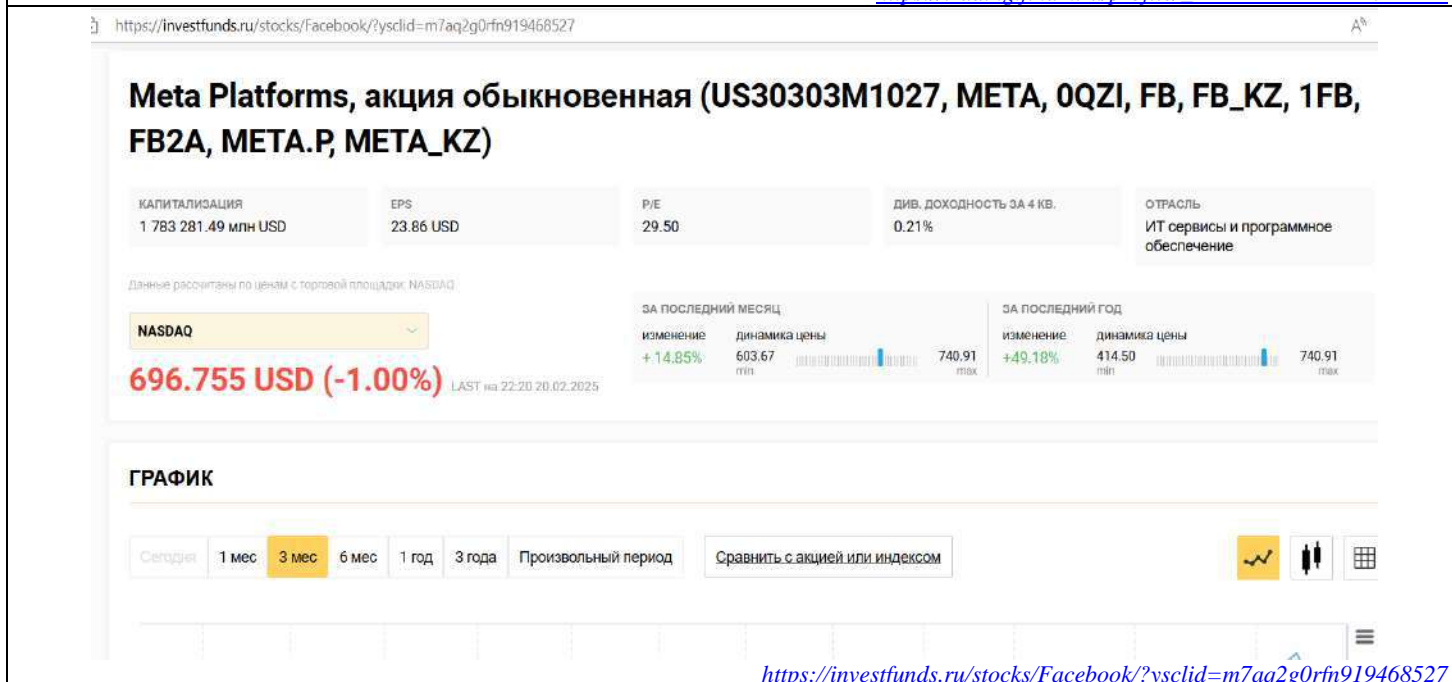 https://investfunds.ru/stocks/Facebook/?ysclid=m7aq2g0rfn919468527
Meta Platforms, акция обыкновенная (US30303M1027, META, 0QZI, FB, FB_KZ, 1FB,
FB2A, META.P, META_KZ)
КАПИТАЛИЗАЦИЯ
1 783 281.49 млн USD
EPS
23.86 USD
P/E
29.50
ДИВ. ДОХОДНОСТЬ ЗА 4 КВ.
0.21%
ОТРАСЛЬ
ИТ сервисы и программное
обеспечение
Данные рассчитаны по ценам с торговой площадки: NASDAQ
NASDAQ
696.755 USD (-1.00%) LAST на 22:20 20.02.2025
ЗА ПОСЛЕДНИЙ МЕСЯЦ
изменение динамика цены
+14.85% 603.67 740.91
min max
ЗА ПОСЛЕДНИЙ ГОД
изменение динамика цены
+49.18% 414.50 740.91
min max
ГРАФИК
Сегодня 1 мес 3 мес 6 мес 1 год 3 года Произвольный период Сравнить с акцией или индексом
https://investfunds.ru/stocks/Facebook/?ysclid=m7aq2g0rfn919468527